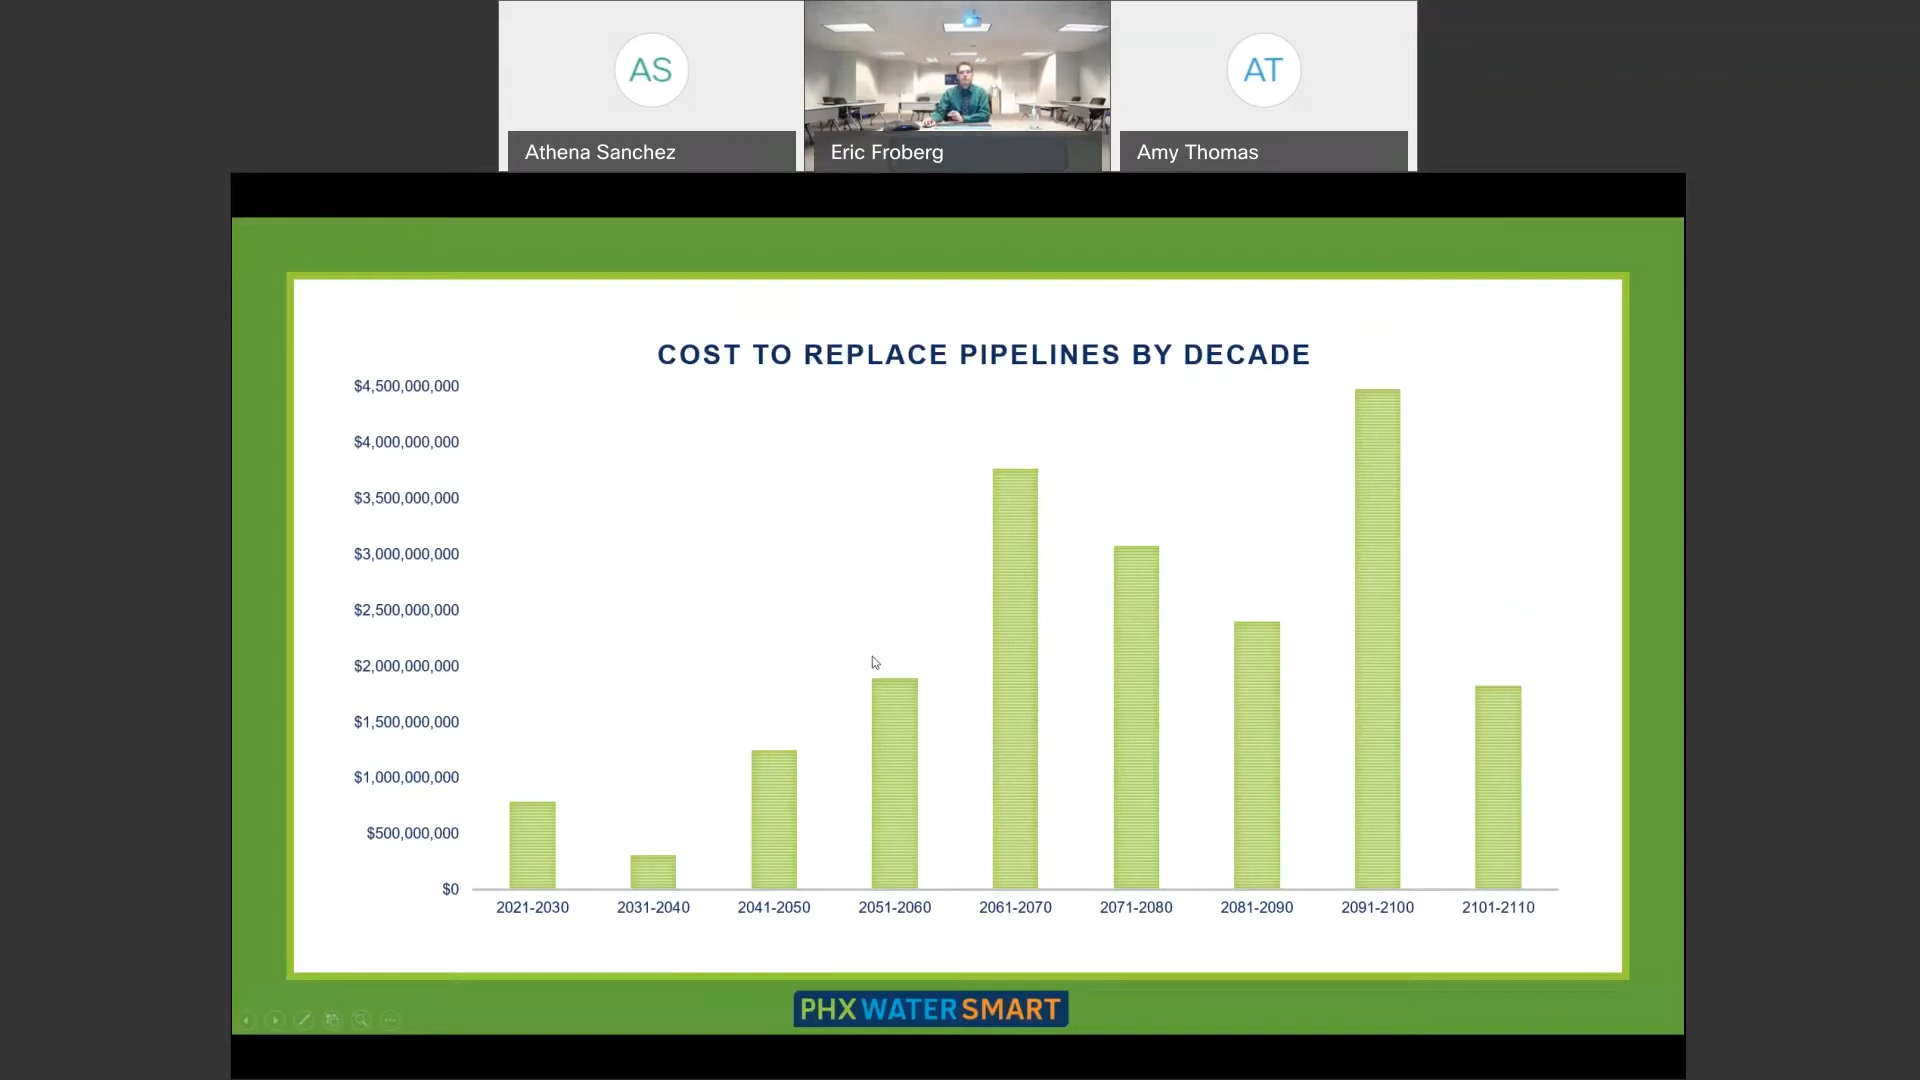 AS
AT
Athena Sanchez
Eric Froberg
Amy Thomas
COST TO REPLACE PIPELINES BY DECADE
$4,500,000,000
$4,000,000,000
$3,500,000,000
$3,000,000,000
$2,500,000,000
$2,000,000,000
$1,500,000,000
$1,000,000,000
$500,000,000
$0
2021-2030 2031-2040 2041-2050 2051-2060 2061-2070 2071-2080 2081-2090 2091-2100 2101-2110
PHX WATER SMART